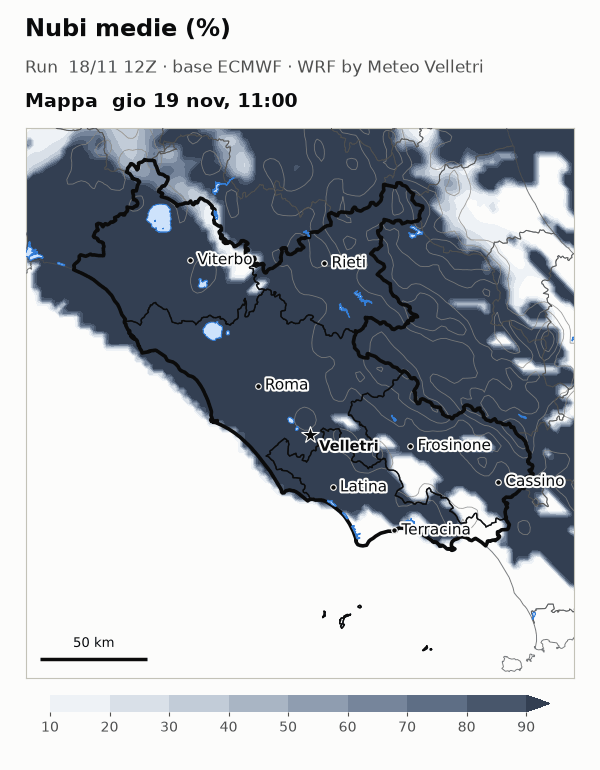 Nubi medie (%)
Run 18/11 12Z · base ECMWF · WRF by Meteo Velletri
Mappa gio 19 nov, 11:00
Viterbo
Rieti
Roma
Velletri
Frosinone
Latina
Cassino
Terracina
50 km
10 20 30 40 50 60 70 80 90